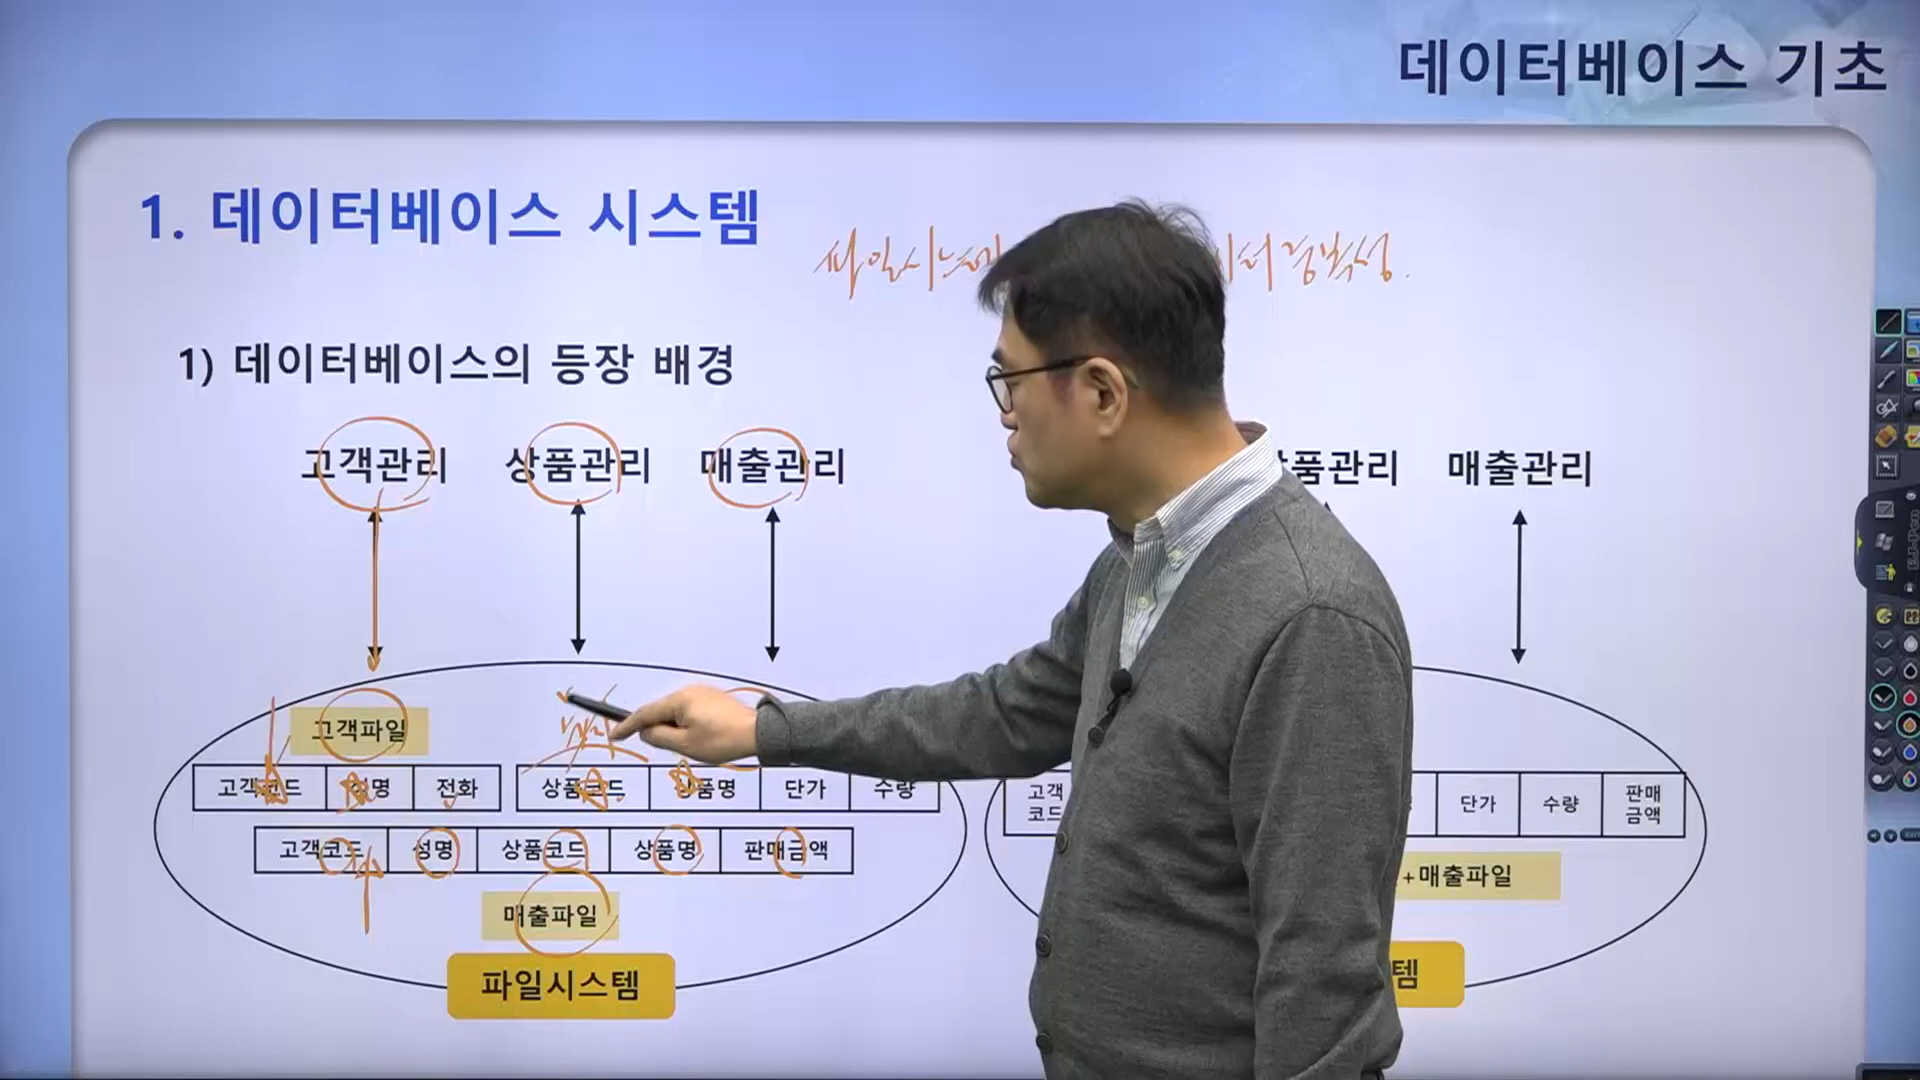 데이터베이스 기초
1. 데이터베이스 시스템
1) 데이터베이스의 등장 배경
고객관리 상품관리 매출관리
품관리 매출관리
고객파일
고객코드 성명 전화 상품코드 상품명 단가 수량
고객코드 성명 상품코드 상품명 판매금액
매출파일
파일시스템
고객
코드
단가 수량 판매
금액
+매출파일
템